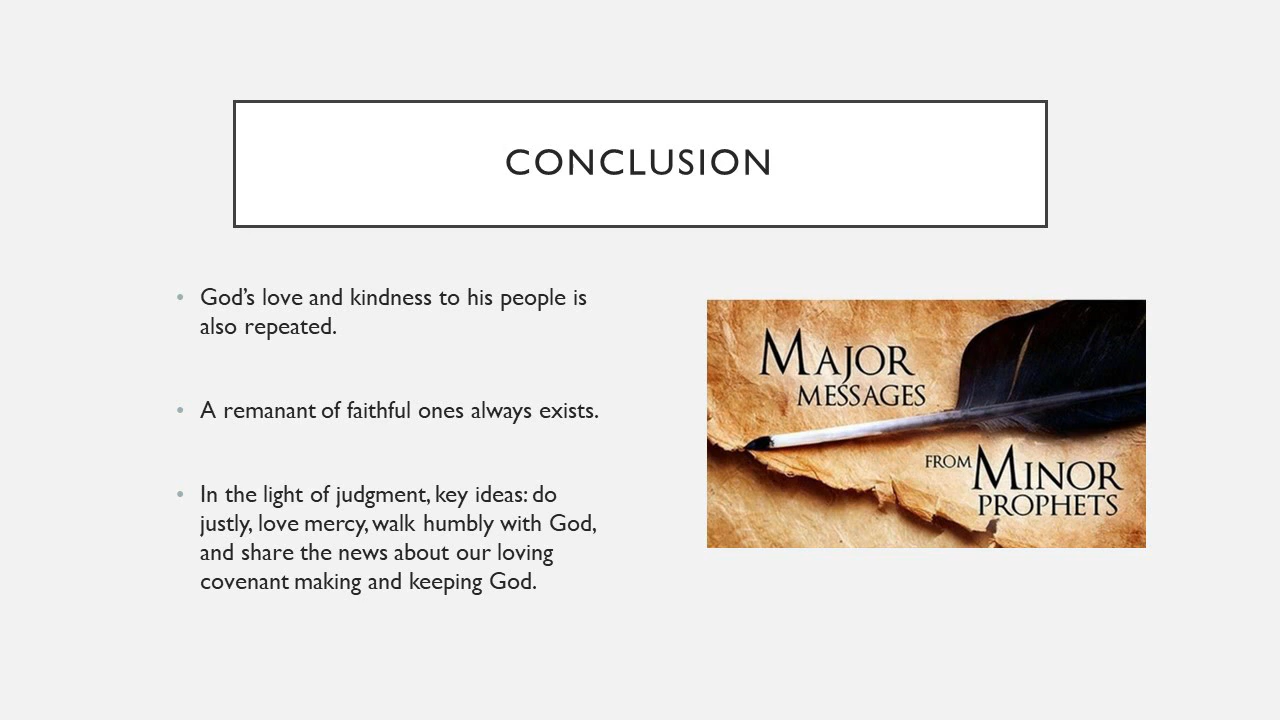 CONCLUSION
• God’s love and kindness to his people is
also repeated.
• A remanant of faithful ones always exists.
• In the light of judgment, key ideas: do
justly, love mercy, walk humbly with God,
and share the news about our loving
covenant making and keeping God.
MAJOR
MESSAGES
FROM MINOR
PROPHETS